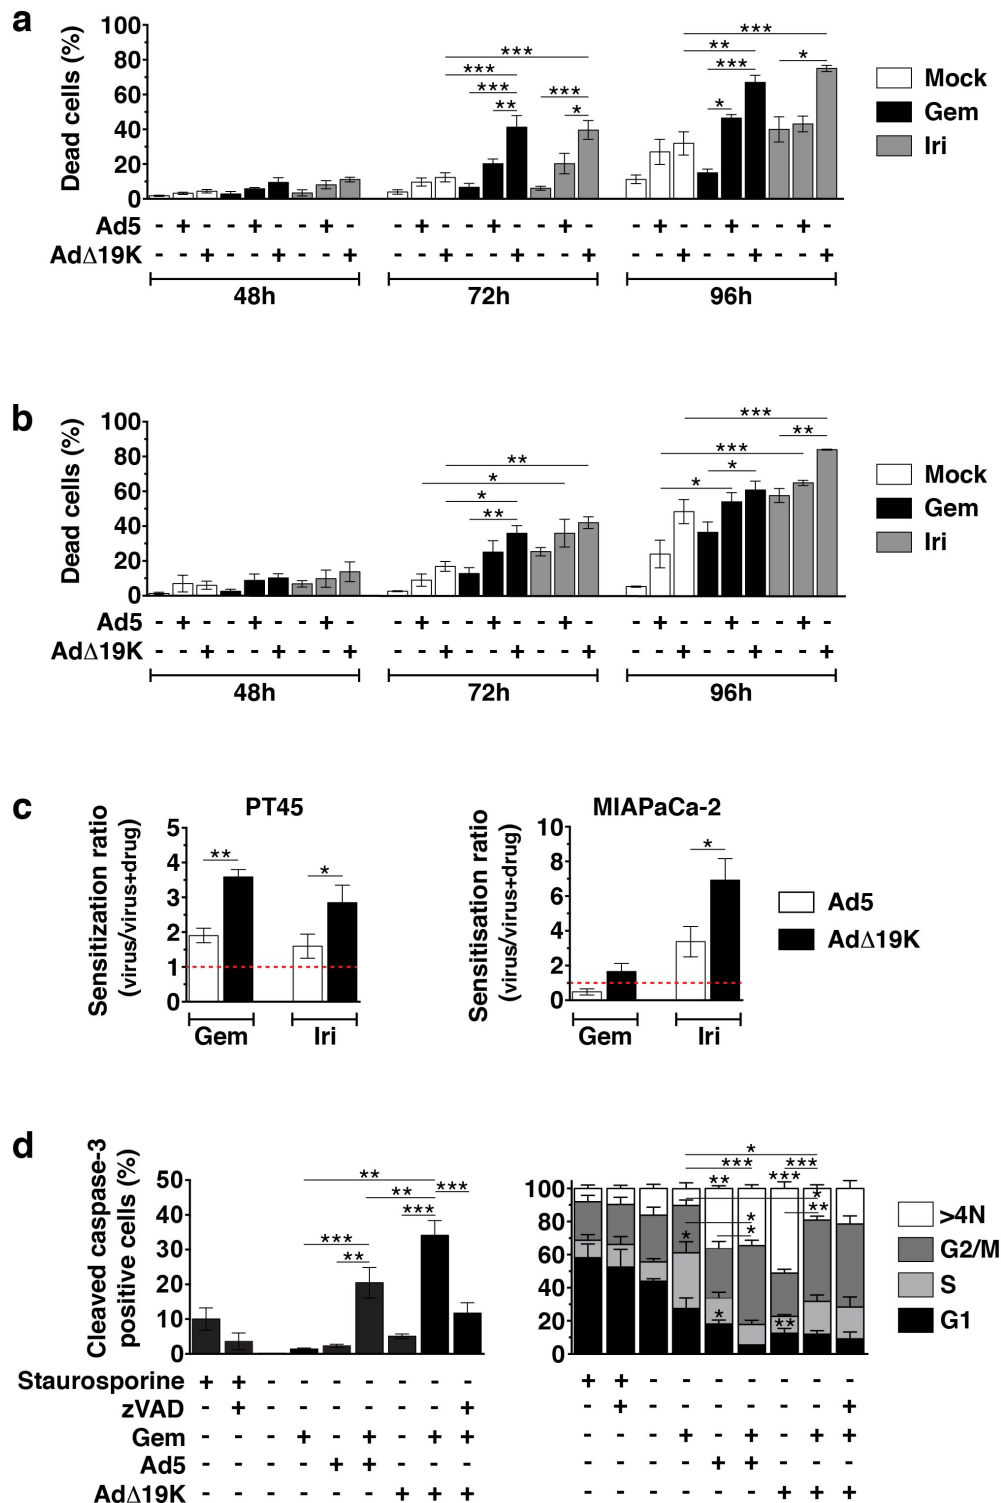 a
Dead cells (%)
100
80
60
40
20
0
***
***
***
**
***
*
***
**
***
*
*
Mock
Gem
Iri
Ad5 - + - - + - - + - - + - - + - - + - - + - - + - - + -
AdΔ19K - - + - - + - - + - - + - - + - - + - - + - - + - - +
48h 72h 96h
b
Dead cells (%)
100
80
60
40
20
0
**
*
*
**
***
**
***
*
*
Mock
Gem
Iri
Ad5 - + - - + - - + - - + - - + - - + - - + - - + - - + -
AdΔ19K - - + - - + - - + - - + - - + - - + - - + - - + - - +
48h 72h 96h
c
PT45
Sensitization ratio
(virus/virus+drug)
5
4
3
2
1
0
**
*
Gem Iri
MIAPaCa-2
Sensitisation ratio
(virus/virus+drug)
10
8
6
4
2
0
*
Gem Iri
Ad5
AdΔ19K
d
Cleaved caspase-3
positive cells (%)
50
40
30
20
10
0
**
** ***
***
***
**
100
80
60
40
20
0
*
*** ***
** ***
*
**
*
* *
* **
>4N
G2/M
S
G1
Staurosporine + + - - - - - - - + + - - - - - - -
zVAD - + - - - - - - + - + - - - - - - +
Gem - - - + - + - + + - - - + - + - + +
Ad5 - - - - + + - - - - - - - + + - - -
AdΔ19K - - - - - - + + + - - - - - - + + +